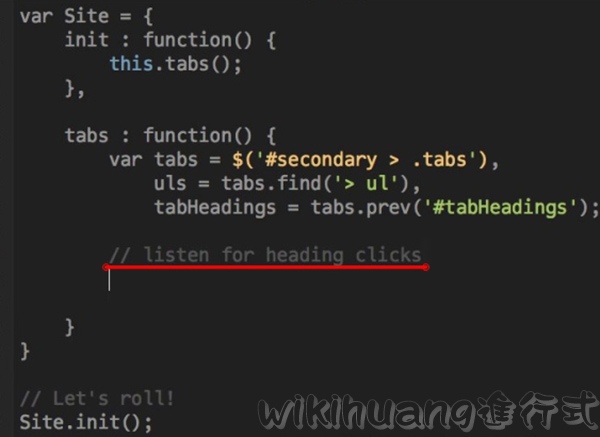 var Site = {
init : function() {
this.tabs();
},
tabs : function() {
var tabs = $('#secondary > .tabs'),
uls = tabs.find('> ul'),
tabHeadings = tabs.prev('#tabHeadings');
// listen for heading clicks
}
}
// Let's roll!
Site.init();
wikihuang進行式